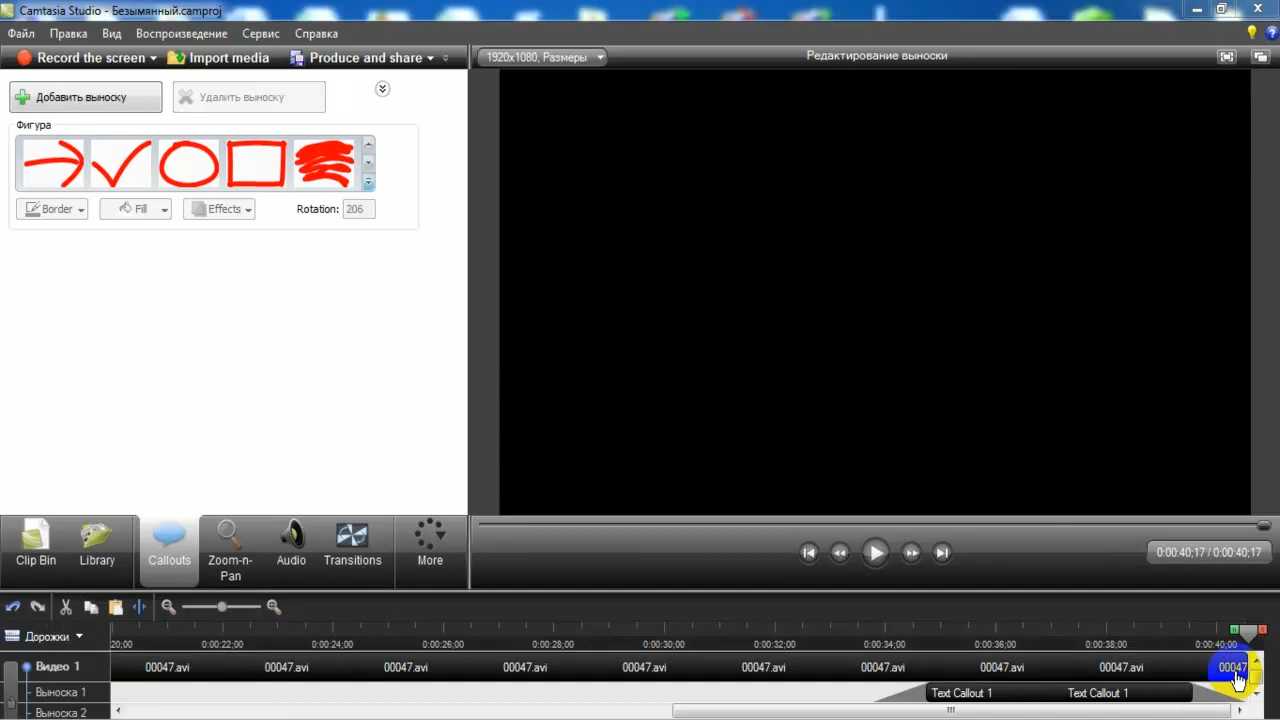 Camtasia Studio - Безымянный.camproj
Файл Правка Вид Воспроизведение Сервис Справка
Record the screen Import media Produce and share
1920x1080, Размеры
Редактирование выноски
Добавить выноску
Удалить выноску
Фигура
Border Fill Effects Rotation: 206
Clip Bin
Library
Callouts
Zoom-n-Pan
Audio
Transitions
More
0:00:40;17 / 0:00:40;17
Дорожки
20;00 0:00:22;00 0:00:24;00 0:00:26;00 0:00:28;00 0:00:30;00 0:00:32;00 0:00:34;00 0:00:36;00 0:00:38;00 0:00:40;00
Видео 1 00047.avi 00047.avi 00047.avi 00047.avi 00047.avi 00047.avi 00047.avi 00047.avi 00047.avi 00047
Выноска 1 Text Callout 1 Text Callout 1
Выноска 2